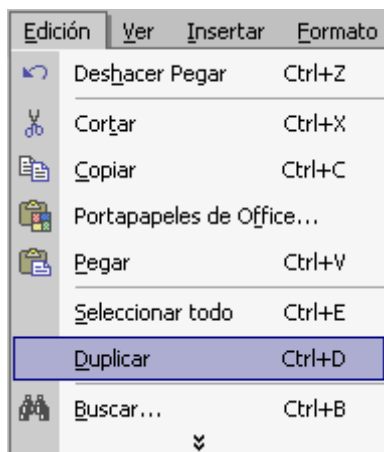 Edición Ver Insertar Formato
Deshacer Pegar Ctrl+Z
Cortar Ctrl+X
Copiar Ctrl+C
Portapapeles de Office...
Pegar Ctrl+V
Seleccionar todo Ctrl+E
Duplicar Ctrl+D
Buscar... Ctrl+B